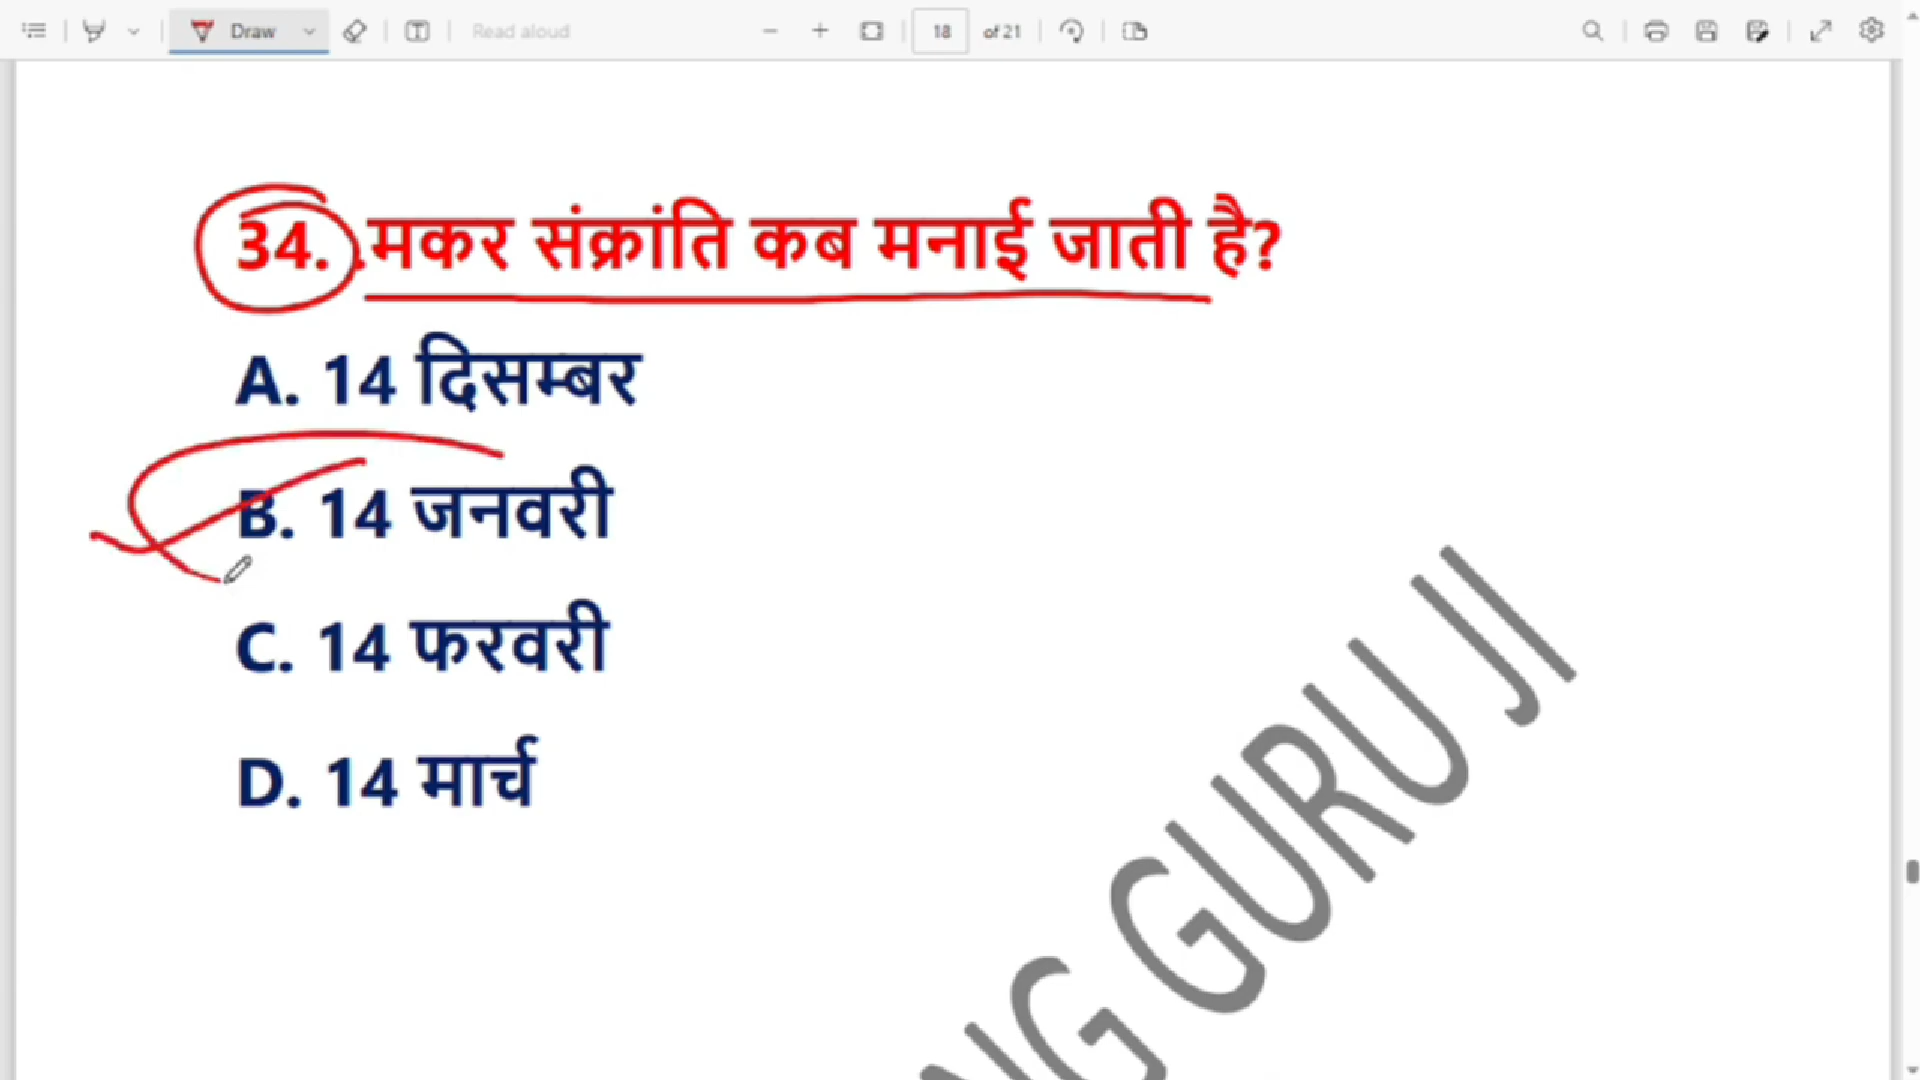 Draw
Read aloud
18 of 21
34. .मकर संक्रांति कब मनाई जाती है?
A. 14 दिसम्बर
B. 14 जनवरी
C. 14 फरवरी
D. 14 मार्च
GURU JI